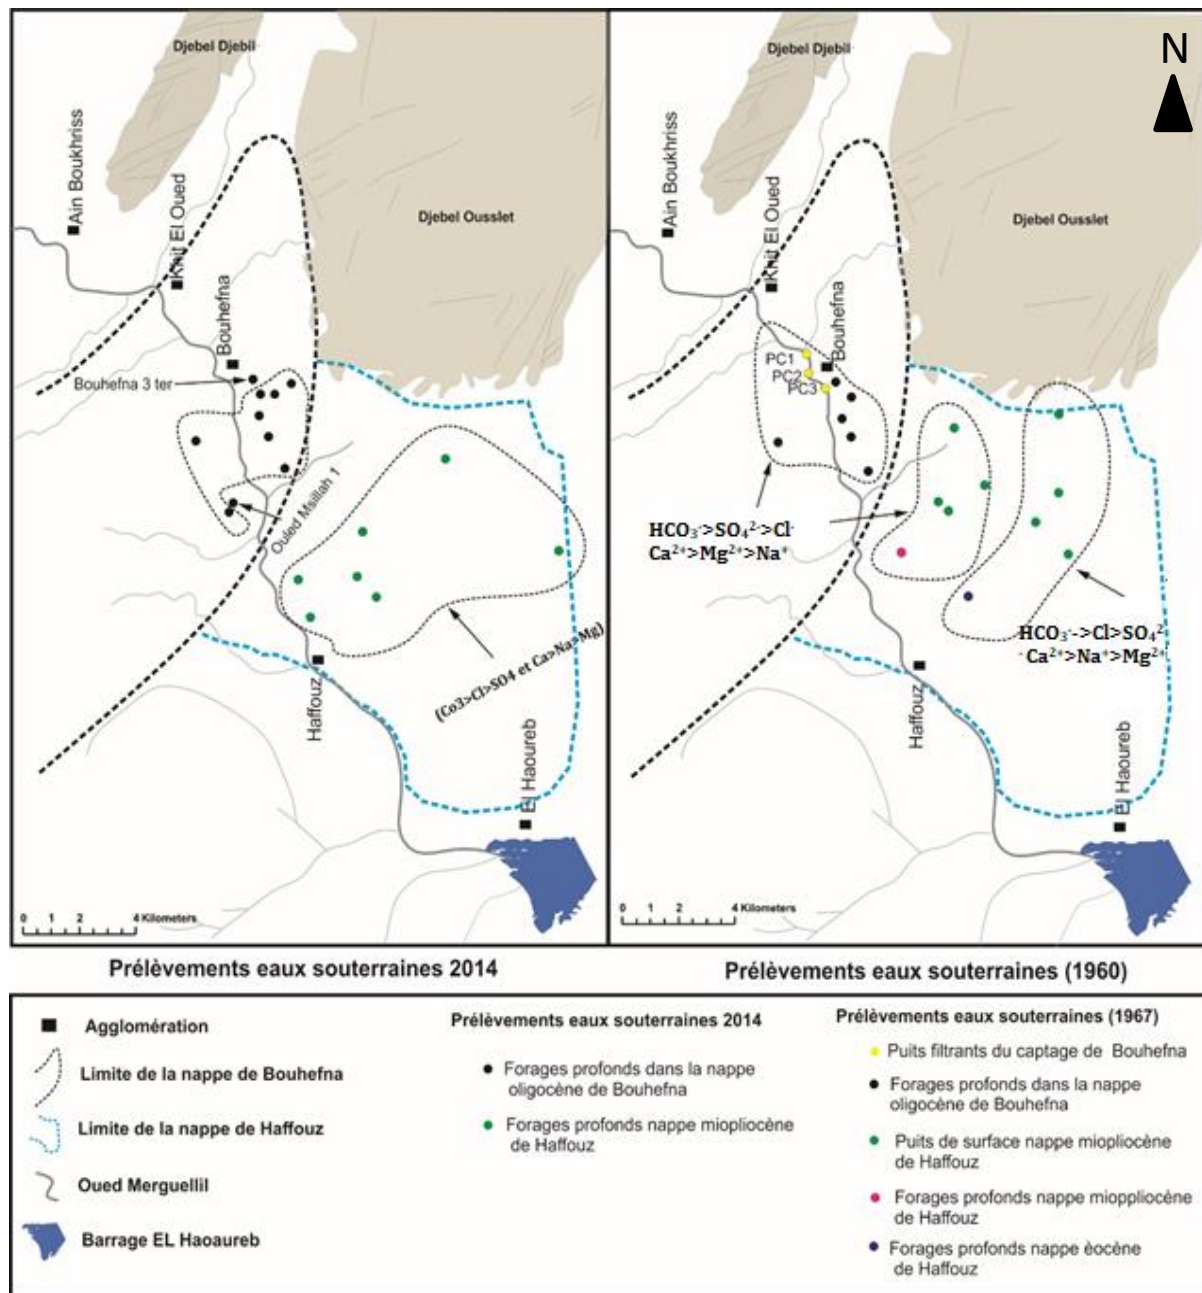 Djebel Djebil
Ain Boukhriss
Knit El Oued
Djebel Ousslet
Bouhefna
Bouhefna 3 ter
Ouled Msillah 1
(Co3>Cl>SO4 et Ca>Na>Mg)
Haffouz
El Haoureb
0 1 2 4 Kilometers
N
Djebel Djebil
Ain Boukhriss
Knit El Oued
Djebel Ousslet
Bouhefna
PC1
PC2
PC3
HCO₃⁻>SO₄²⁻>Cl⁻
Ca²⁺>Mg²⁺>Na⁺
HCO₃⁻->Cl>SO₄²
⁻Ca²⁺>Na⁺>Mg²⁺
Haffouz
El Haoureb
0 1 2 4 Kilometers
Prélèvements eaux souterraines 2014
Prélèvements eaux souterraines (1960)
Agglomération
Limite de la nappe de Bouhefna
Limite de la nappe de Haffouz
Oued Merguellil
Barrage EL Haoaureb
Prélèvements eaux souterraines 2014
Forages profonds dans la nappe
oligocène de Bouhefna
Forages profonds nappe miopliocène
de Haffouz
Prélèvements eaux souterraines (1967)
Puits filtrants du captage de Bouhefna
Forages profonds dans la nappe
oligocène de Bouhefna
Puits de surface nappe miopliocène
de Haffouz
Forages profonds nappe mioppliocène
de Haffouz
Forages profonds nappe èocène
de Haffouz